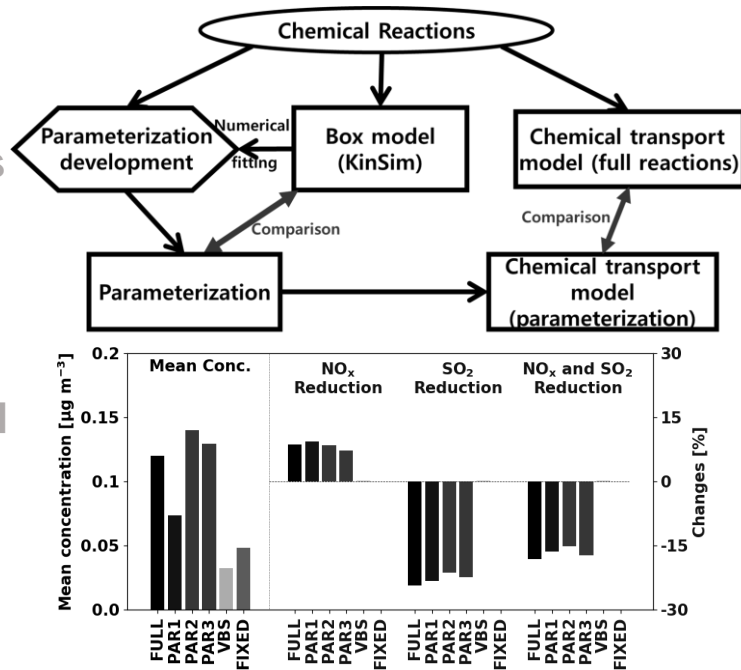 Chemical Reactions
Parameterization
development
Numerical
fitting
Box model
(KinSim)
Chemical transport
model (full reactions)
Comparison
Comparison
Parameterization
Chemical transport
model
(parameterization)
Mean concentration [µg m⁻³]
0.2
0.15
0.1
0.05
0.0
Mean Conc.
NOₓ
Reduction
SO₂
Reduction
NOₓ and SO₂
Reduction
30
15
0
-15
-30
Changes [%]
FULL
PAR1
PAR2
PAR3
VBS
FIXED
FULL
PAR1
PAR2
PAR3
VBS
FIXED
FULL
PAR1
PAR2
PAR3
VBS
FIXED
FULL
PAR1
PAR2
PAR3
VBS
FIXED